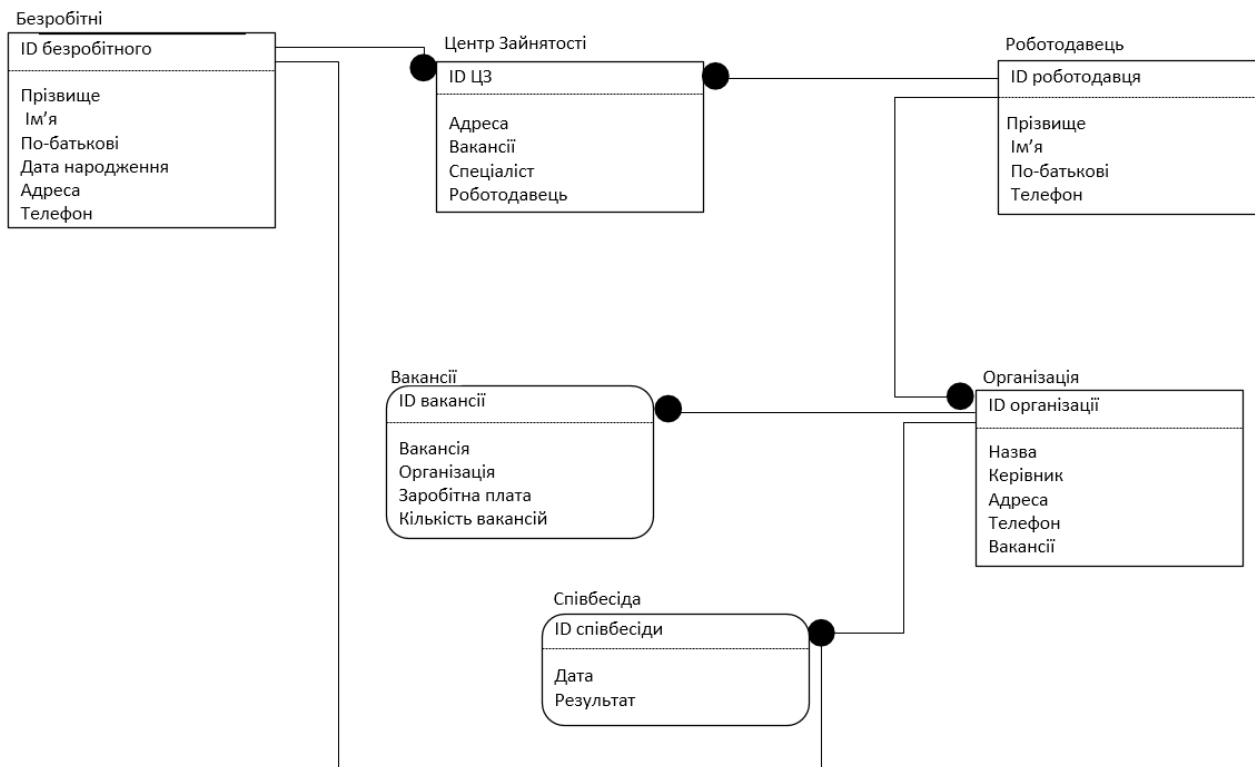 Безробітні
ID безробітного
Прізвище
Ім’я
По-батькові
Дата народження
Адреса
Телефон
Центр Зайнятості
ID ЦЗ
Адреса
Вакансії
Спеціаліст
Роботодавець
Роботодавець
ID роботодавця
Прізвище
Ім’я
По-батькові
Телефон
Вакансії
ID вакансії
Вакансія
Організація
Заробітна плата
Кількість вакансій
Організація
ID організації
Назва
Керівник
Адреса
Телефон
Вакансії
Співбесіда
ID співбесіди
Дата
Результат